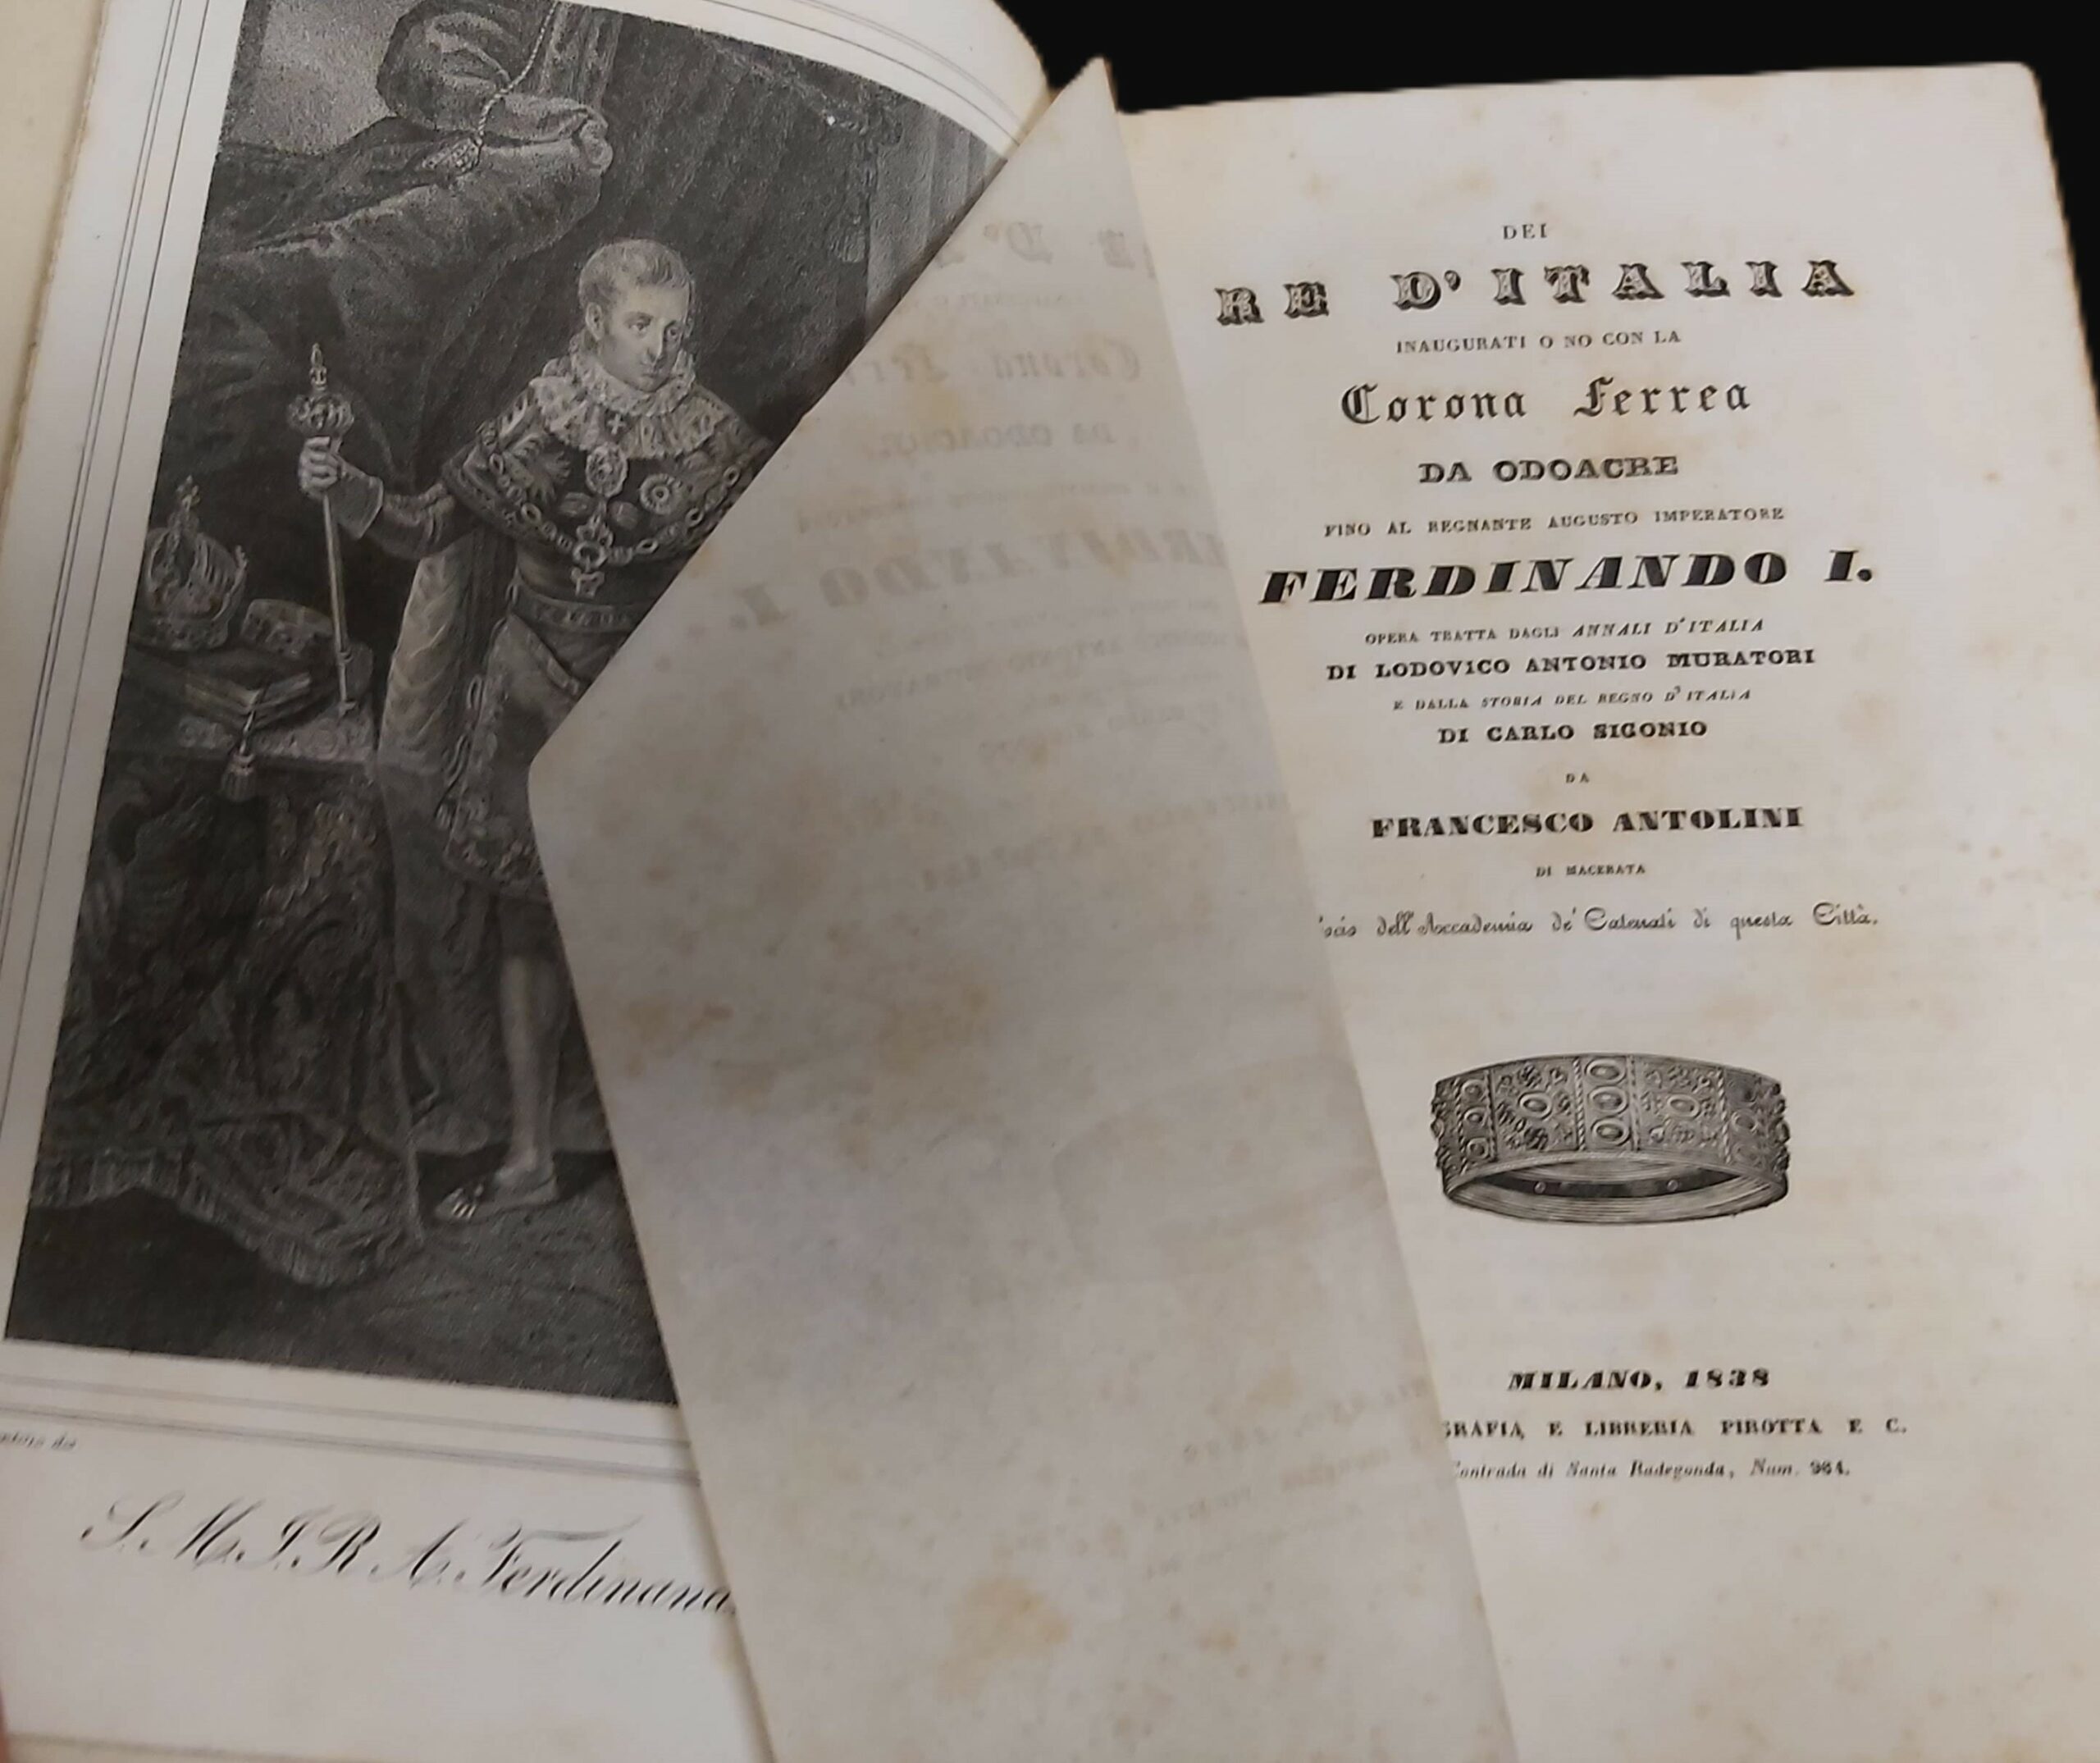 S. M. I. R. A. Ferdinand
DEI
RE D'ITALIA
INAUGURATI O NO CON LA
Corona Ferrea
DA ODOACRE
FINO AL REGNANTE AUGUSTO IMPERATORE
FERDINANDO I.
OPERA TRATTA DAGLI ANNALI D'ITALIA
DI LODOVICO ANTONIO MURATORI
E DALLA STORIA DEL REGNO D'ITALIA
DI CARLO SIGONIO
DA
FRANCESCO ANTOLINI
DI MACERATA
ocio dell'Accademia de' Catenati di questa Città.
MILANO, 1838
GRAFIA E LIBRERIA PIROTTA E C.
Contrada di Santa Radegonda, Num. 964.